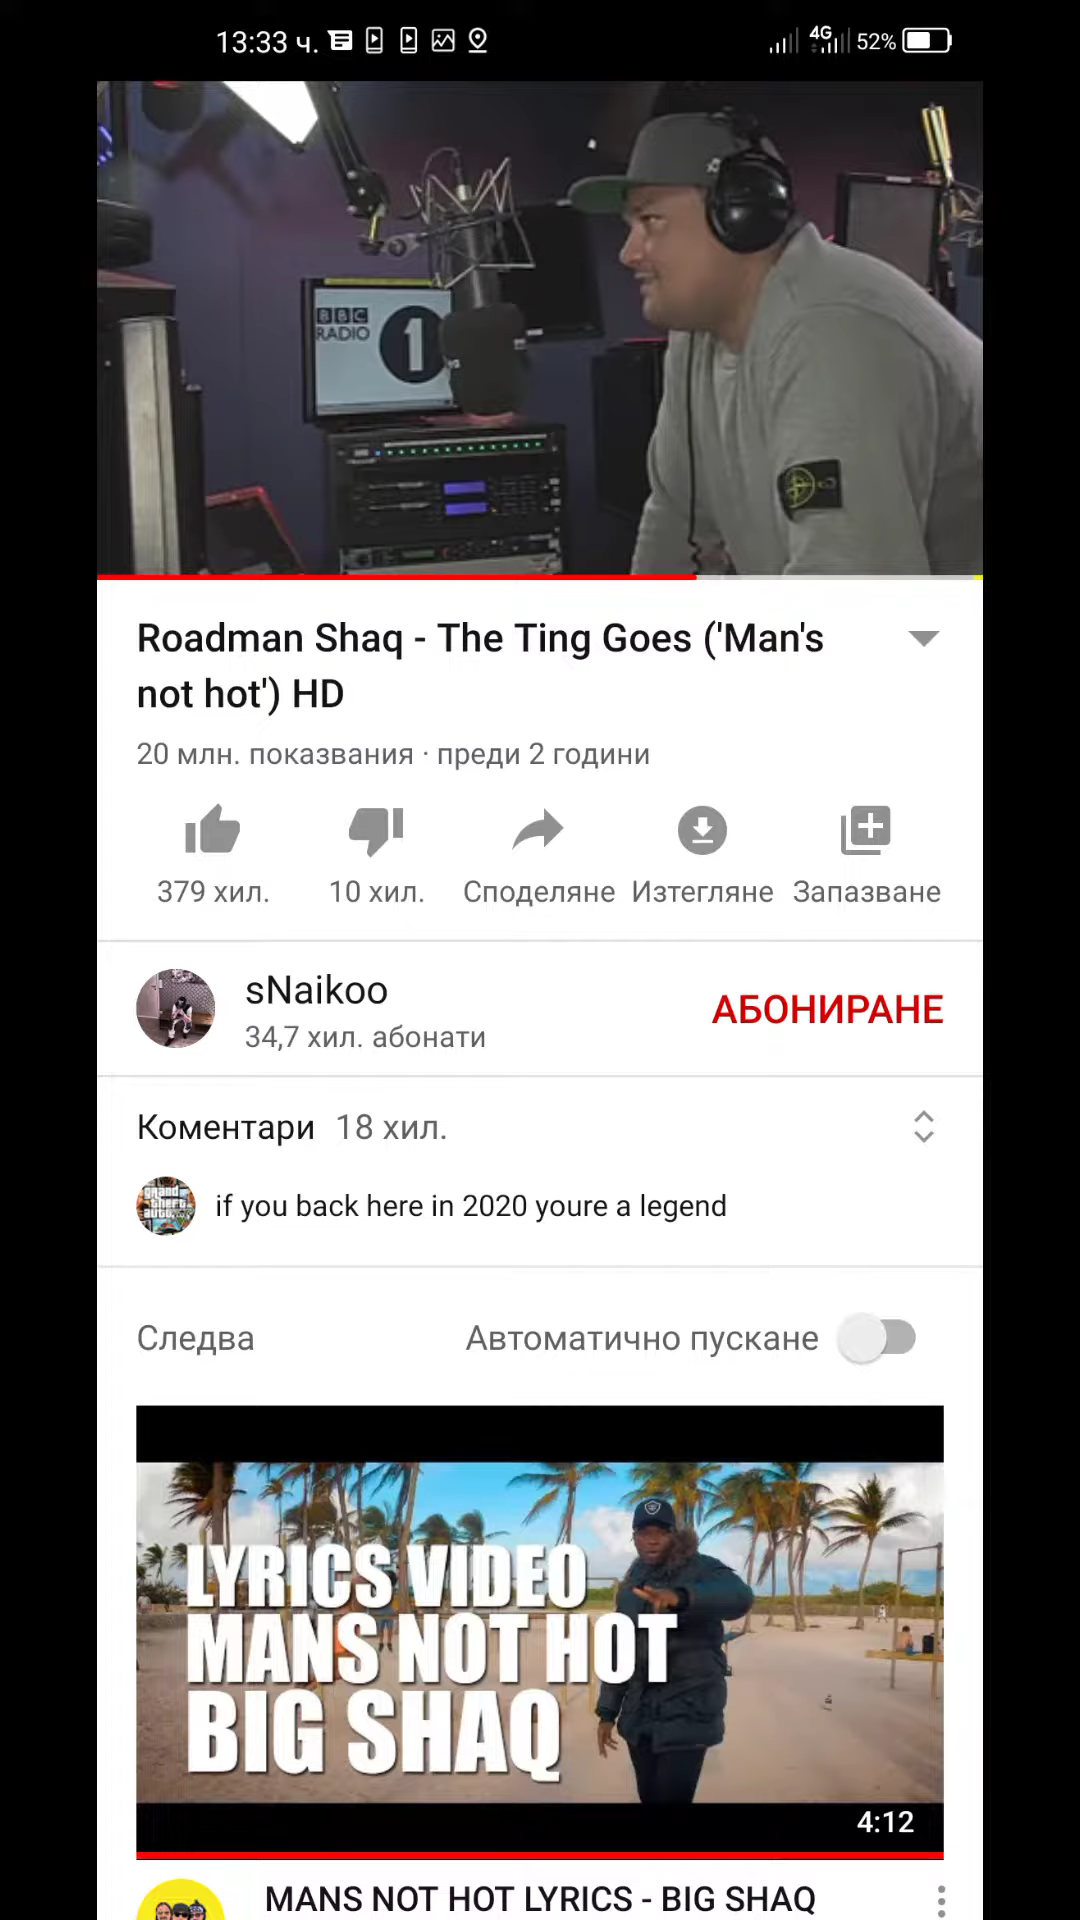 13:33 ч.
4G
52%
BBC
RADIO
1
Roadman Shaq - The Ting Goes ('Man's
not hot') HD
20 млн. показвания · преди 2 години
379 хил.
10 хил.
Споделяне
Изтегляне
Запазване
sNaikoo
АБОНИРАНЕ
34,7 хил. абонати
Коментари 18 хил.
grand
theft
auto
if you back here in 2020 youre a legend
Следва
Автоматично пускане
LYRICS VIDEO
MANS NOT HOT
BIG SHAQ
4:12
MANS NOT HOT LYRICS - BIG SHAQ